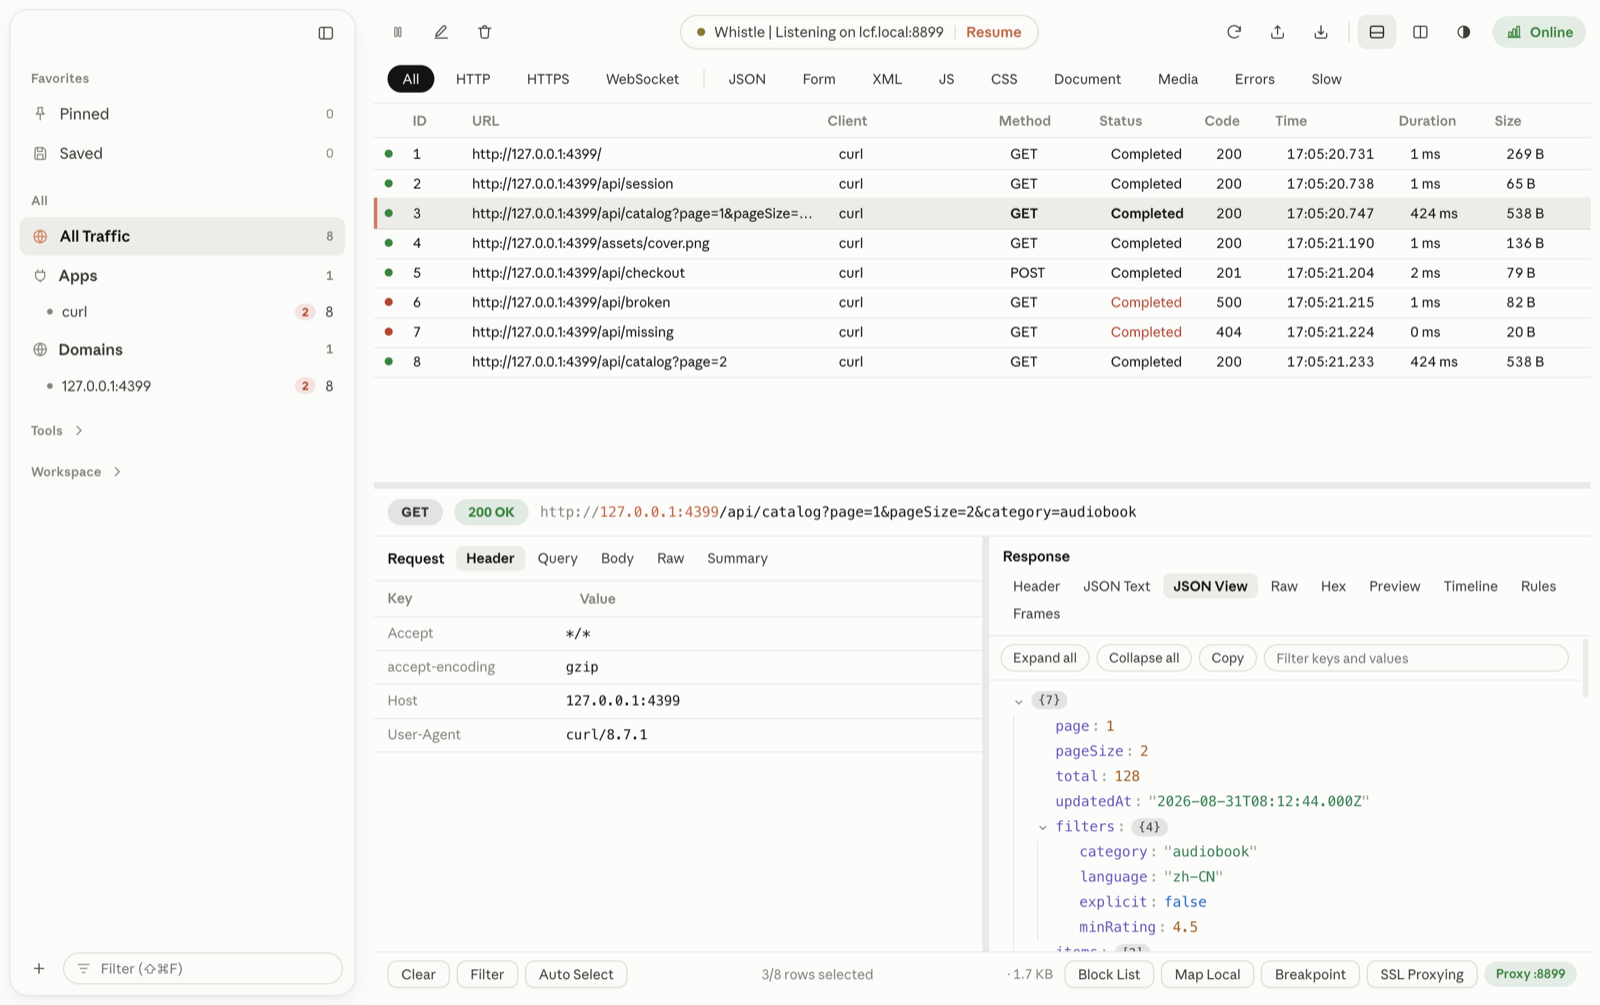 Whistle | Listening on lcf.local:8899 Resume
Online
Favorites
Pinned 0
Saved 0
All
All Traffic 8
Apps 1
curl 2 8
Domains 1
127.0.0.1:4399 2 8
Tools
Workspace
Filter (⇧⌘F)
All HTTP HTTPS WebSocket JSON Form XML JS CSS Document Media Errors Slow
ID URL Client Method Status Code Time Duration Size
1 http://127.0.0.1:4399/ curl GET Completed 200 17:05:20.731 1 ms 269 B
2 http://127.0.0.1:4399/api/session curl GET Completed 200 17:05:20.738 1 ms 65 B
3 http://127.0.0.1:4399/api/catalog?page=1&pageSize=... curl GET Completed 200 17:05:20.747 424 ms 538 B
4 http://127.0.0.1:4399/assets/cover.png curl GET Completed 200 17:05:21.190 1 ms 136 B
5 http://127.0.0.1:4399/api/checkout curl POST Completed 201 17:05:21.204 2 ms 79 B
6 http://127.0.0.1:4399/api/broken curl GET Completed 500 17:05:21.215 1 ms 82 B
7 http://127.0.0.1:4399/api/missing curl GET Completed 404 17:05:21.224 0 ms 20 B
8 http://127.0.0.1:4399/api/catalog?page=2 curl GET Completed 200 17:05:21.233 424 ms 538 B
GET 200 OK http://127.0.0.1:4399/api/catalog?page=1&pageSize=2&category=audiobook
Request Header Query Body Raw Summary
Key Value
Accept */*
accept-encoding gzip
Host 127.0.0.1:4399
User-Agent curl/8.7.1
Response
Header JSON Text JSON View Raw Hex Preview Timeline Rules
Frames
Expand all Collapse all Copy Filter keys and values
{7}
page: 1
pageSize: 2
total: 128
updatedAt: "2026-08-31T08:12:44.000Z"
filters: {4}
category: "audiobook"
language: "zh-CN"
explicit: false
minRating: 4.5
items: [2]
Clear Filter Auto Select 3/8 rows selected · 1.7 KB Block List Map Local Breakpoint SSL Proxying Proxy :8899